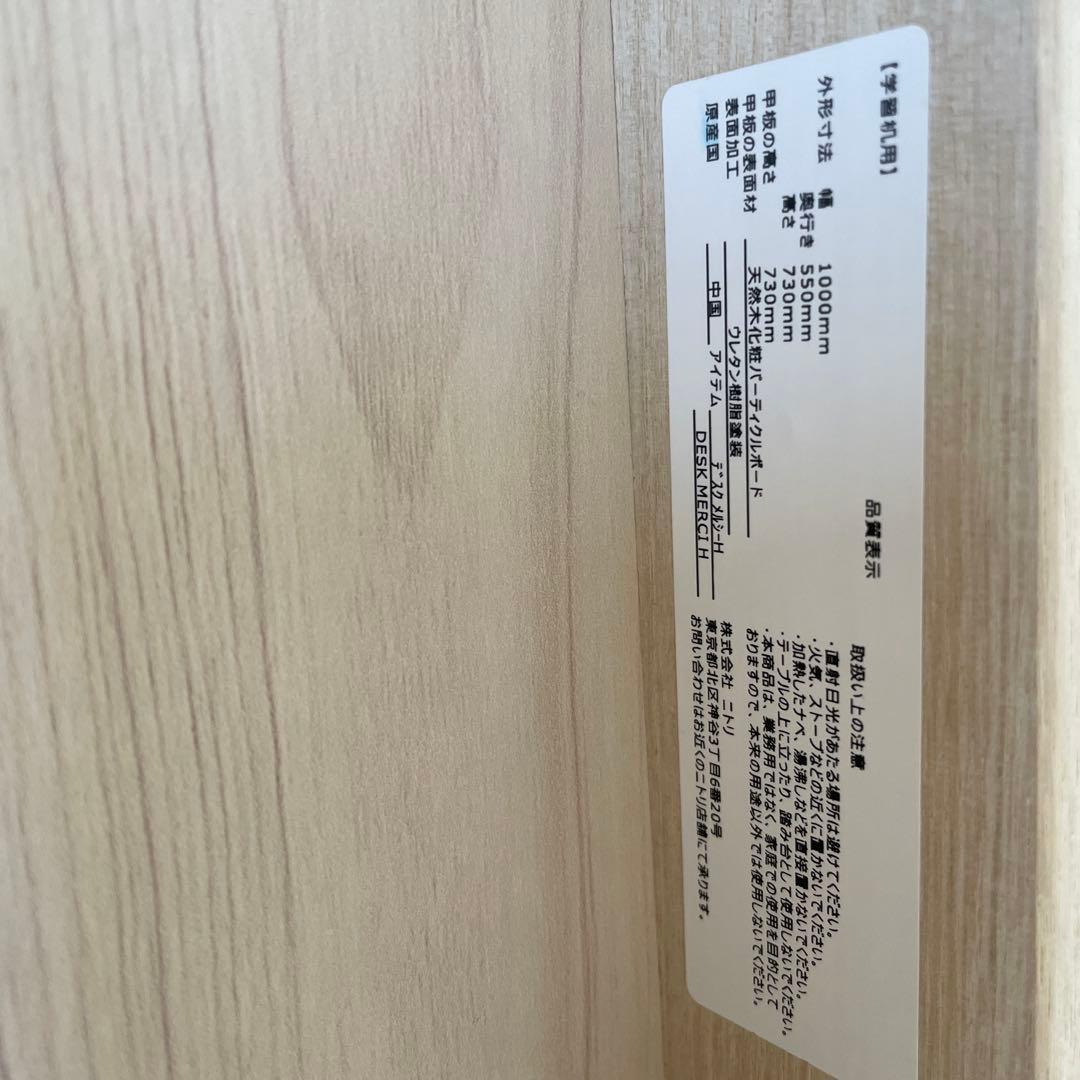 品質表示
【学習机用】
外形寸法 幅 1000mm
奥行き 550mm
高さ 730mm
甲板の高さ 730mm
甲板の表面材 天然木化粧パーティクルボード
表面加工 ウレタン樹脂塗装
原産国 中国 アイテム デスク メルシーH
DESK MERCI H
取扱い上の注意
・直射日光があたる場所は避けてください。
・火気、ストーブなどの近くに置かないでください。
・加熱したナベ、湯沸しなどを直接置かないでください。
・テーブルの上に立ったり、踏み台として使用しないでください。
・本商品は、業務用ではなく、家庭での使用を目的として
おりますので、本来の用途以外では使用しないでください。
株式会社 ニトリ
東京都北区神谷3丁目6番20号
お問い合わせはお近くのニトリ店舗にて承ります。